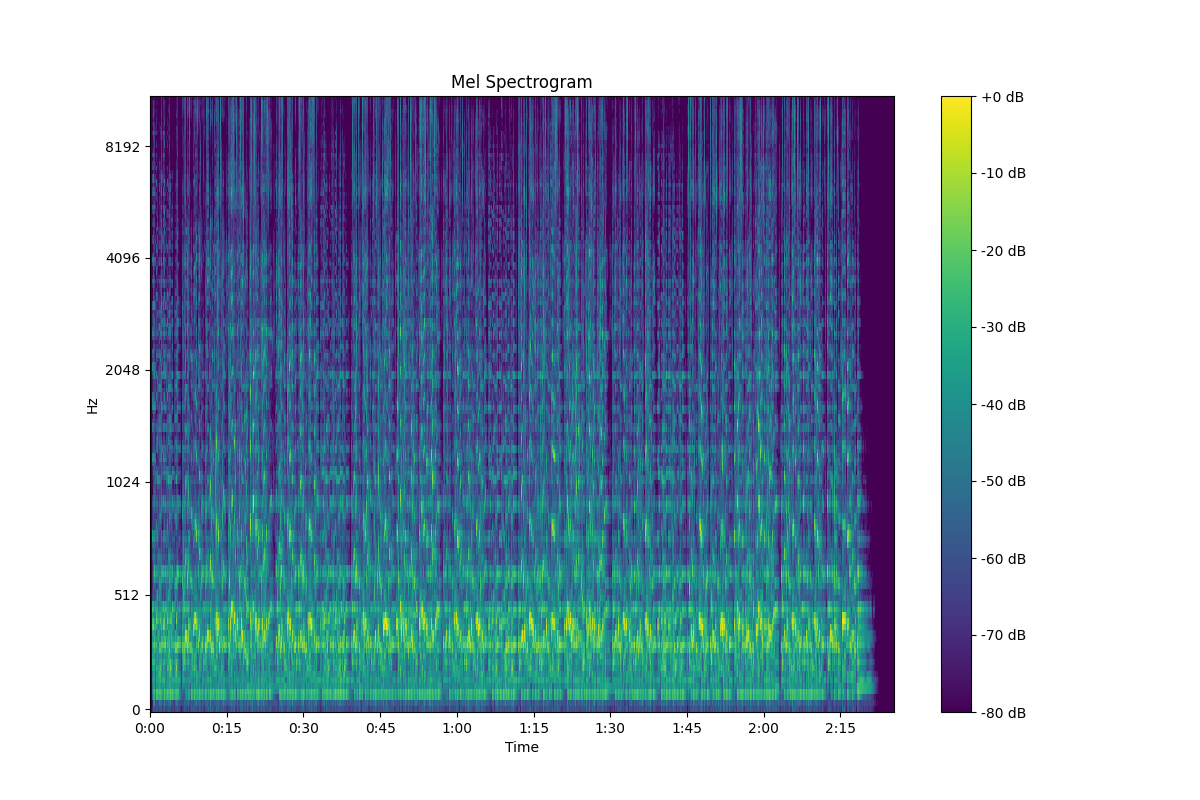 Mel Spectrogram
Hz
8192
4096
2048
1024
512
0
0:00 0:15 0:30 0:45 1:00 1:15 1:30 1:45 2:00 2:15
Time
+0 dB
-10 dB
-20 dB
-30 dB
-40 dB
-50 dB
-60 dB
-70 dB
-80 dB